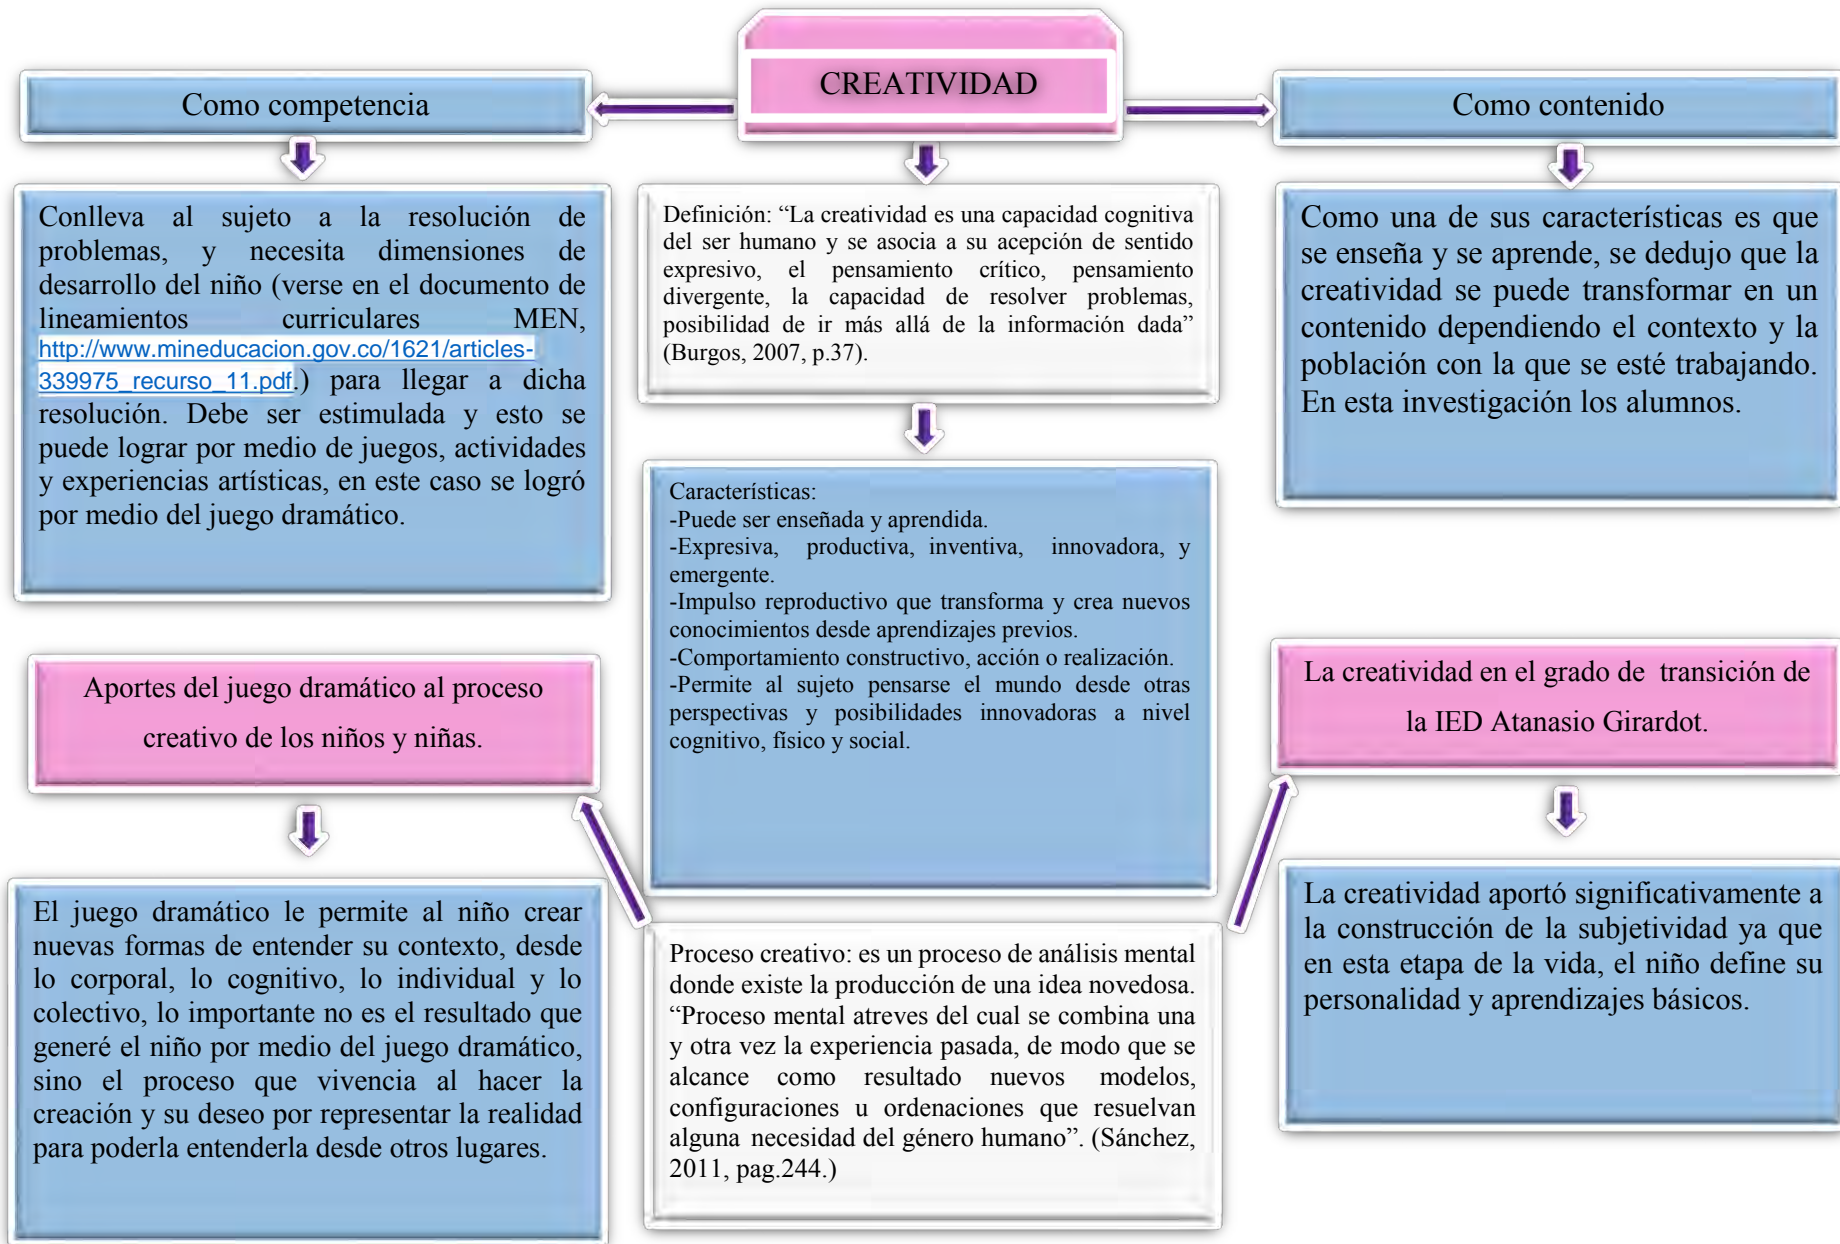 CREATIVIDAD
Como competencia
Conlleva al sujeto a la resolución de
problemas, y necesita dimensiones de
desarrollo del niño (verse en el documento de
lineamientos curriculares MEN,
http://www.mineducacion.gov.co/1621/articles-
339975_recurso_11.pdf.) para llegar a dicha
resolución. Debe ser estimulada y esto se
puede lograr por medio de juegos, actividades
y experiencias artísticas, en este caso se logró
por medio del juego dramático.
Definición: “La creatividad es una capacidad cognitiva
del ser humano y se asocia a su acepción de sentido
expresivo, el pensamiento crítico, pensamiento
divergente, la capacidad de resolver problemas,
posibilidad de ir más allá de la información dada”
(Burgos, 2007, p.37).
Como contenido
Como una de sus características es que
se enseña y se aprende, se dedujo que la
creatividad se puede transformar en un
contenido dependiendo el contexto y la
población con la que se esté trabajando.
En esta investigación los alumnos.
Características:
-Puede ser enseñada y aprendida.
-Expresiva, productiva, inventiva, innovadora, y
emergente.
-Impulso reproductivo que transforma y crea nuevos
conocimientos desde aprendizajes previos.
-Comportamiento constructivo, acción o realización.
-Permite al sujeto pensarse el mundo desde otras
perspectivas y posibilidades innovadoras a nivel
cognitivo, físico y social.
Aportes del juego dramático al proceso
creativo de los niños y niñas.
El juego dramático le permite al niño crear
nuevas formas de entender su contexto, desde
lo corporal, lo cognitivo, lo individual y lo
colectivo, lo importante no es el resultado que
generé el niño por medio del juego dramático,
sino el proceso que vivencia al hacer la
creación y su deseo por representar la realidad
para poderla entenderla desde otros lugares.
Proceso creativo: es un proceso de análisis mental
donde existe la producción de una idea novedosa.
“Proceso mental atreves del cual se combina una
y otra vez la experiencia pasada, de modo que se
alcance como resultado nuevos modelos,
configuraciones u ordenaciones que resuelvan
alguna necesidad del género humano”. (Sánchez,
2011, pag.244.)
La creatividad en el grado de transición de
la IED Atanasio Girardot.
La creatividad aportó significativamente a
la construcción de la subjetividad ya que
en esta etapa de la vida, el niño define su
personalidad y aprendizajes básicos.